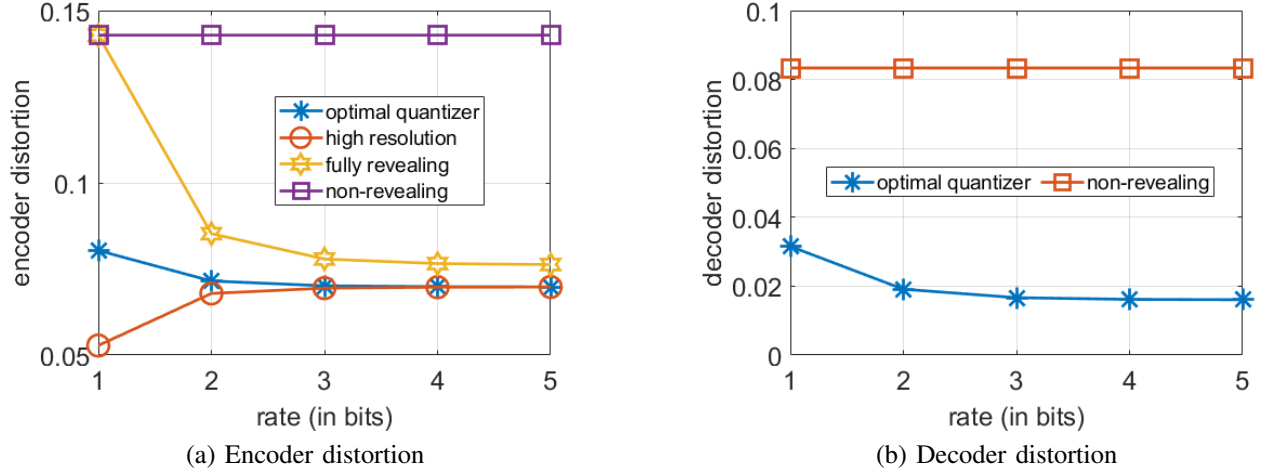 0.15
0.1
0.05
encoder distortion
optimal quantizer
high resolution
fully revealing
non-revealing
1 2 3 4 5
rate (in bits)
(a) Encoder distortion
0.1
0.08
0.06
0.04
0.02
0
decoder distortion
optimal quantizer non-revealing
1 2 3 4 5
rate (in bits)
(b) Decoder distortion